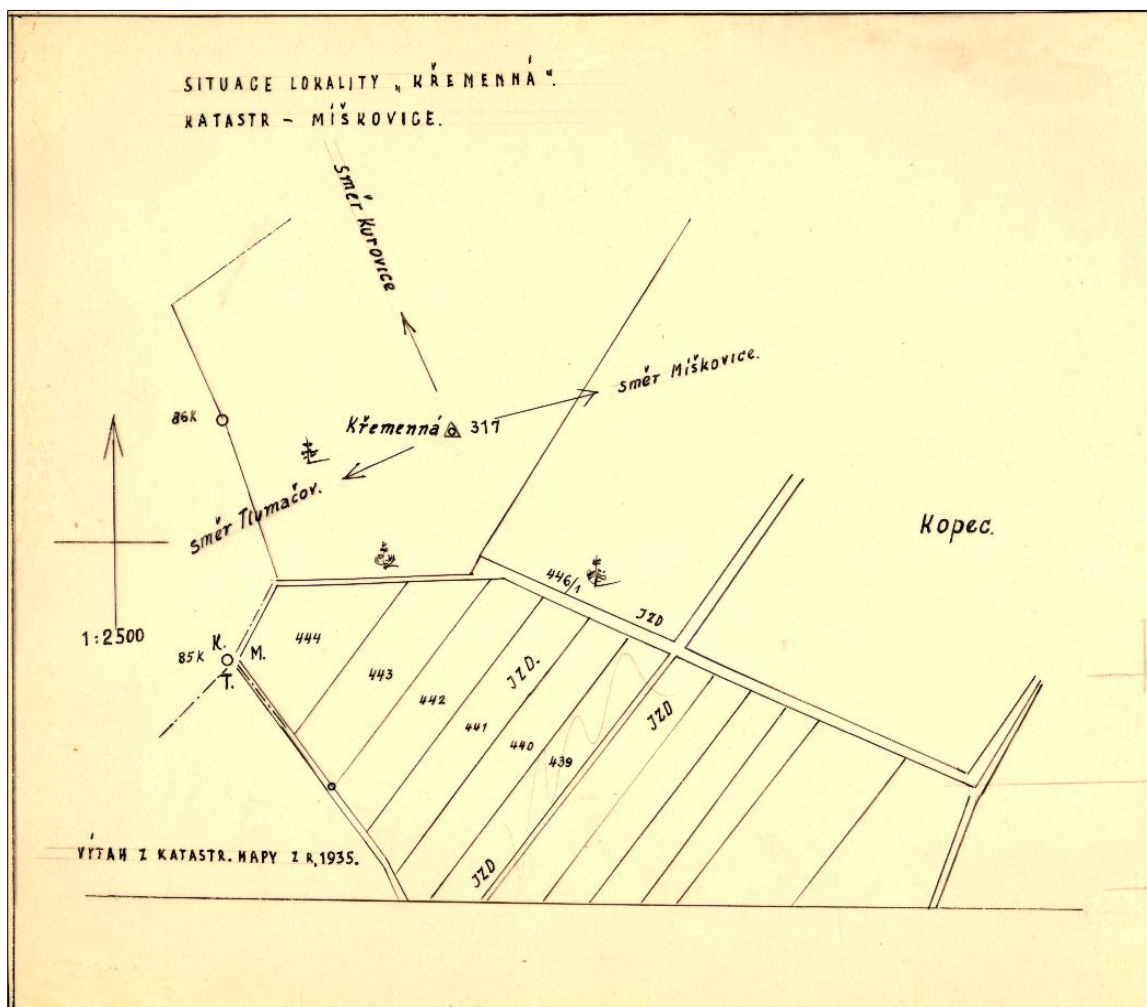 SITUACE LOKALITY „KŘEMENNÁ“.
KATASTR – MÍŠKOVICE.
Směr Kurovice
Směr Míškovice.
86K
Křemenná 317
Směr Tlumačov.
Kopec.
446/1
JZD
1:2500
K.
85K
M.
T.
444
443
JZD.
442
JZD
441
440
439
VÝTAH Z KATASTR. MAPY Z R, 1935.
JZD